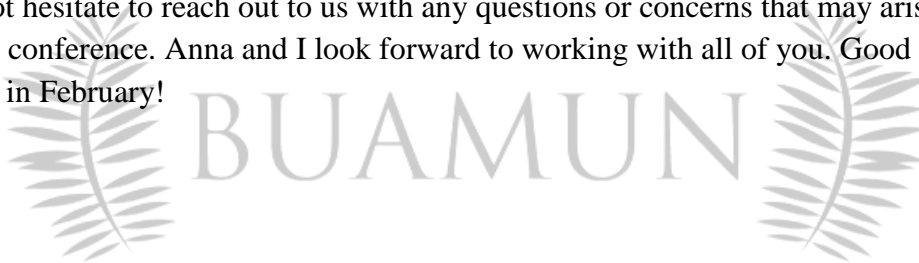 ot hesitate to reach out to us with any questions or concerns that may aris
conference. Anna and I look forward to working with all of you. Good
in February!
BUAMUN